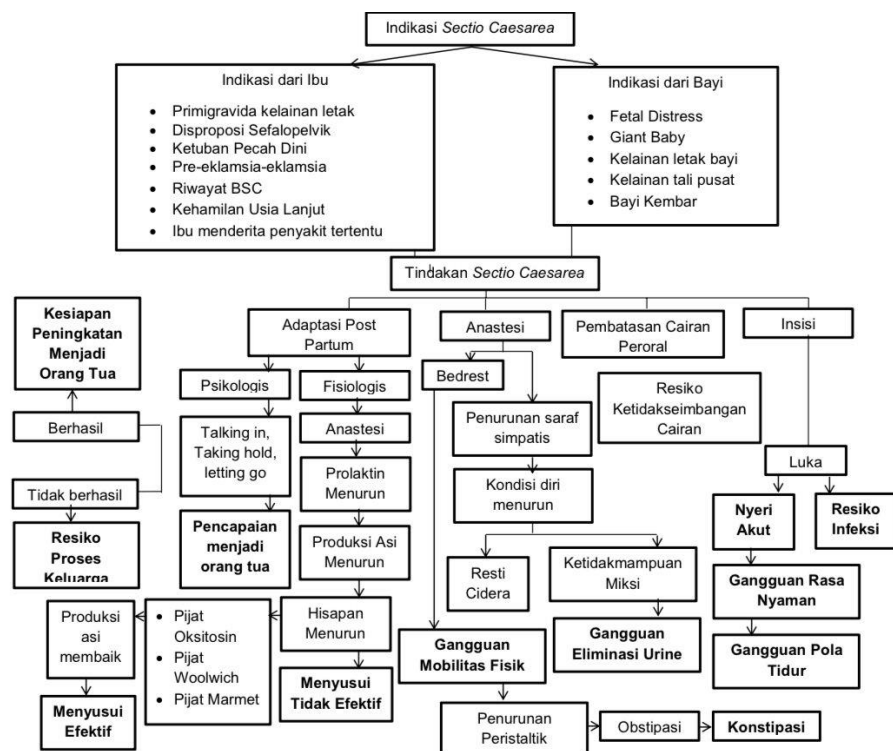 Indikasi Sectio Caesarea
Indikasi dari Ibu
• Primigravida kelainan letak
• Disproposi Sefalopelvik
• Ketuban Pecah Dini
• Pre-eklamsia-eklamsia
• Riwayat BSC
• Kehamilan Usia Lanjut
• Ibu menderita penyakit tertentu
Indikasi dari Bayi
• Fetal Distress
• Giant Baby
• Kelainan letak bayi
• Kelainan tali pusat
• Bayi Kembar
Tindakan Sectio Caesarea
Kesiapan
Peningkatan
Menjadi
Orang Tua
Berhasil
Tidak berhasil
Resiko
Proses
Keluarga
Adaptasi Post
Partum
Psikologis
Talking in,
Taking hold,
letting go
Pencapaian
menjadi
orang tua
Fisiologis
Anastesi
Prolaktin
Menurun
Produksi Asi
Menurun
Hisapan
Menurun
Menyusui
Tidak Efektif
• Pijat
Oksitosin
• Pijat
Woolwich
• Pijat Marmet
Produksi
asi
membaik
Menyusui
Efektif
Anastesi
Bedrest
Penurunan saraf
simpatis
Kondisi diri
menurun
Resti
Cidera
Ketidakmampuan
Miksi
Gangguan
Eliminasi Urine
Gangguan
Mobilitas Fisik
Penurunan
Peristaltik
Obstipasi
Konstipasi
Pembatasan Cairan
Peroral
Resiko
Ketidakseimbangan
Cairan
Insisi
Luka
Nyeri
Akut
Resiko
Infeksi
Gangguan Rasa
Nyaman
Gangguan Pola
Tidur